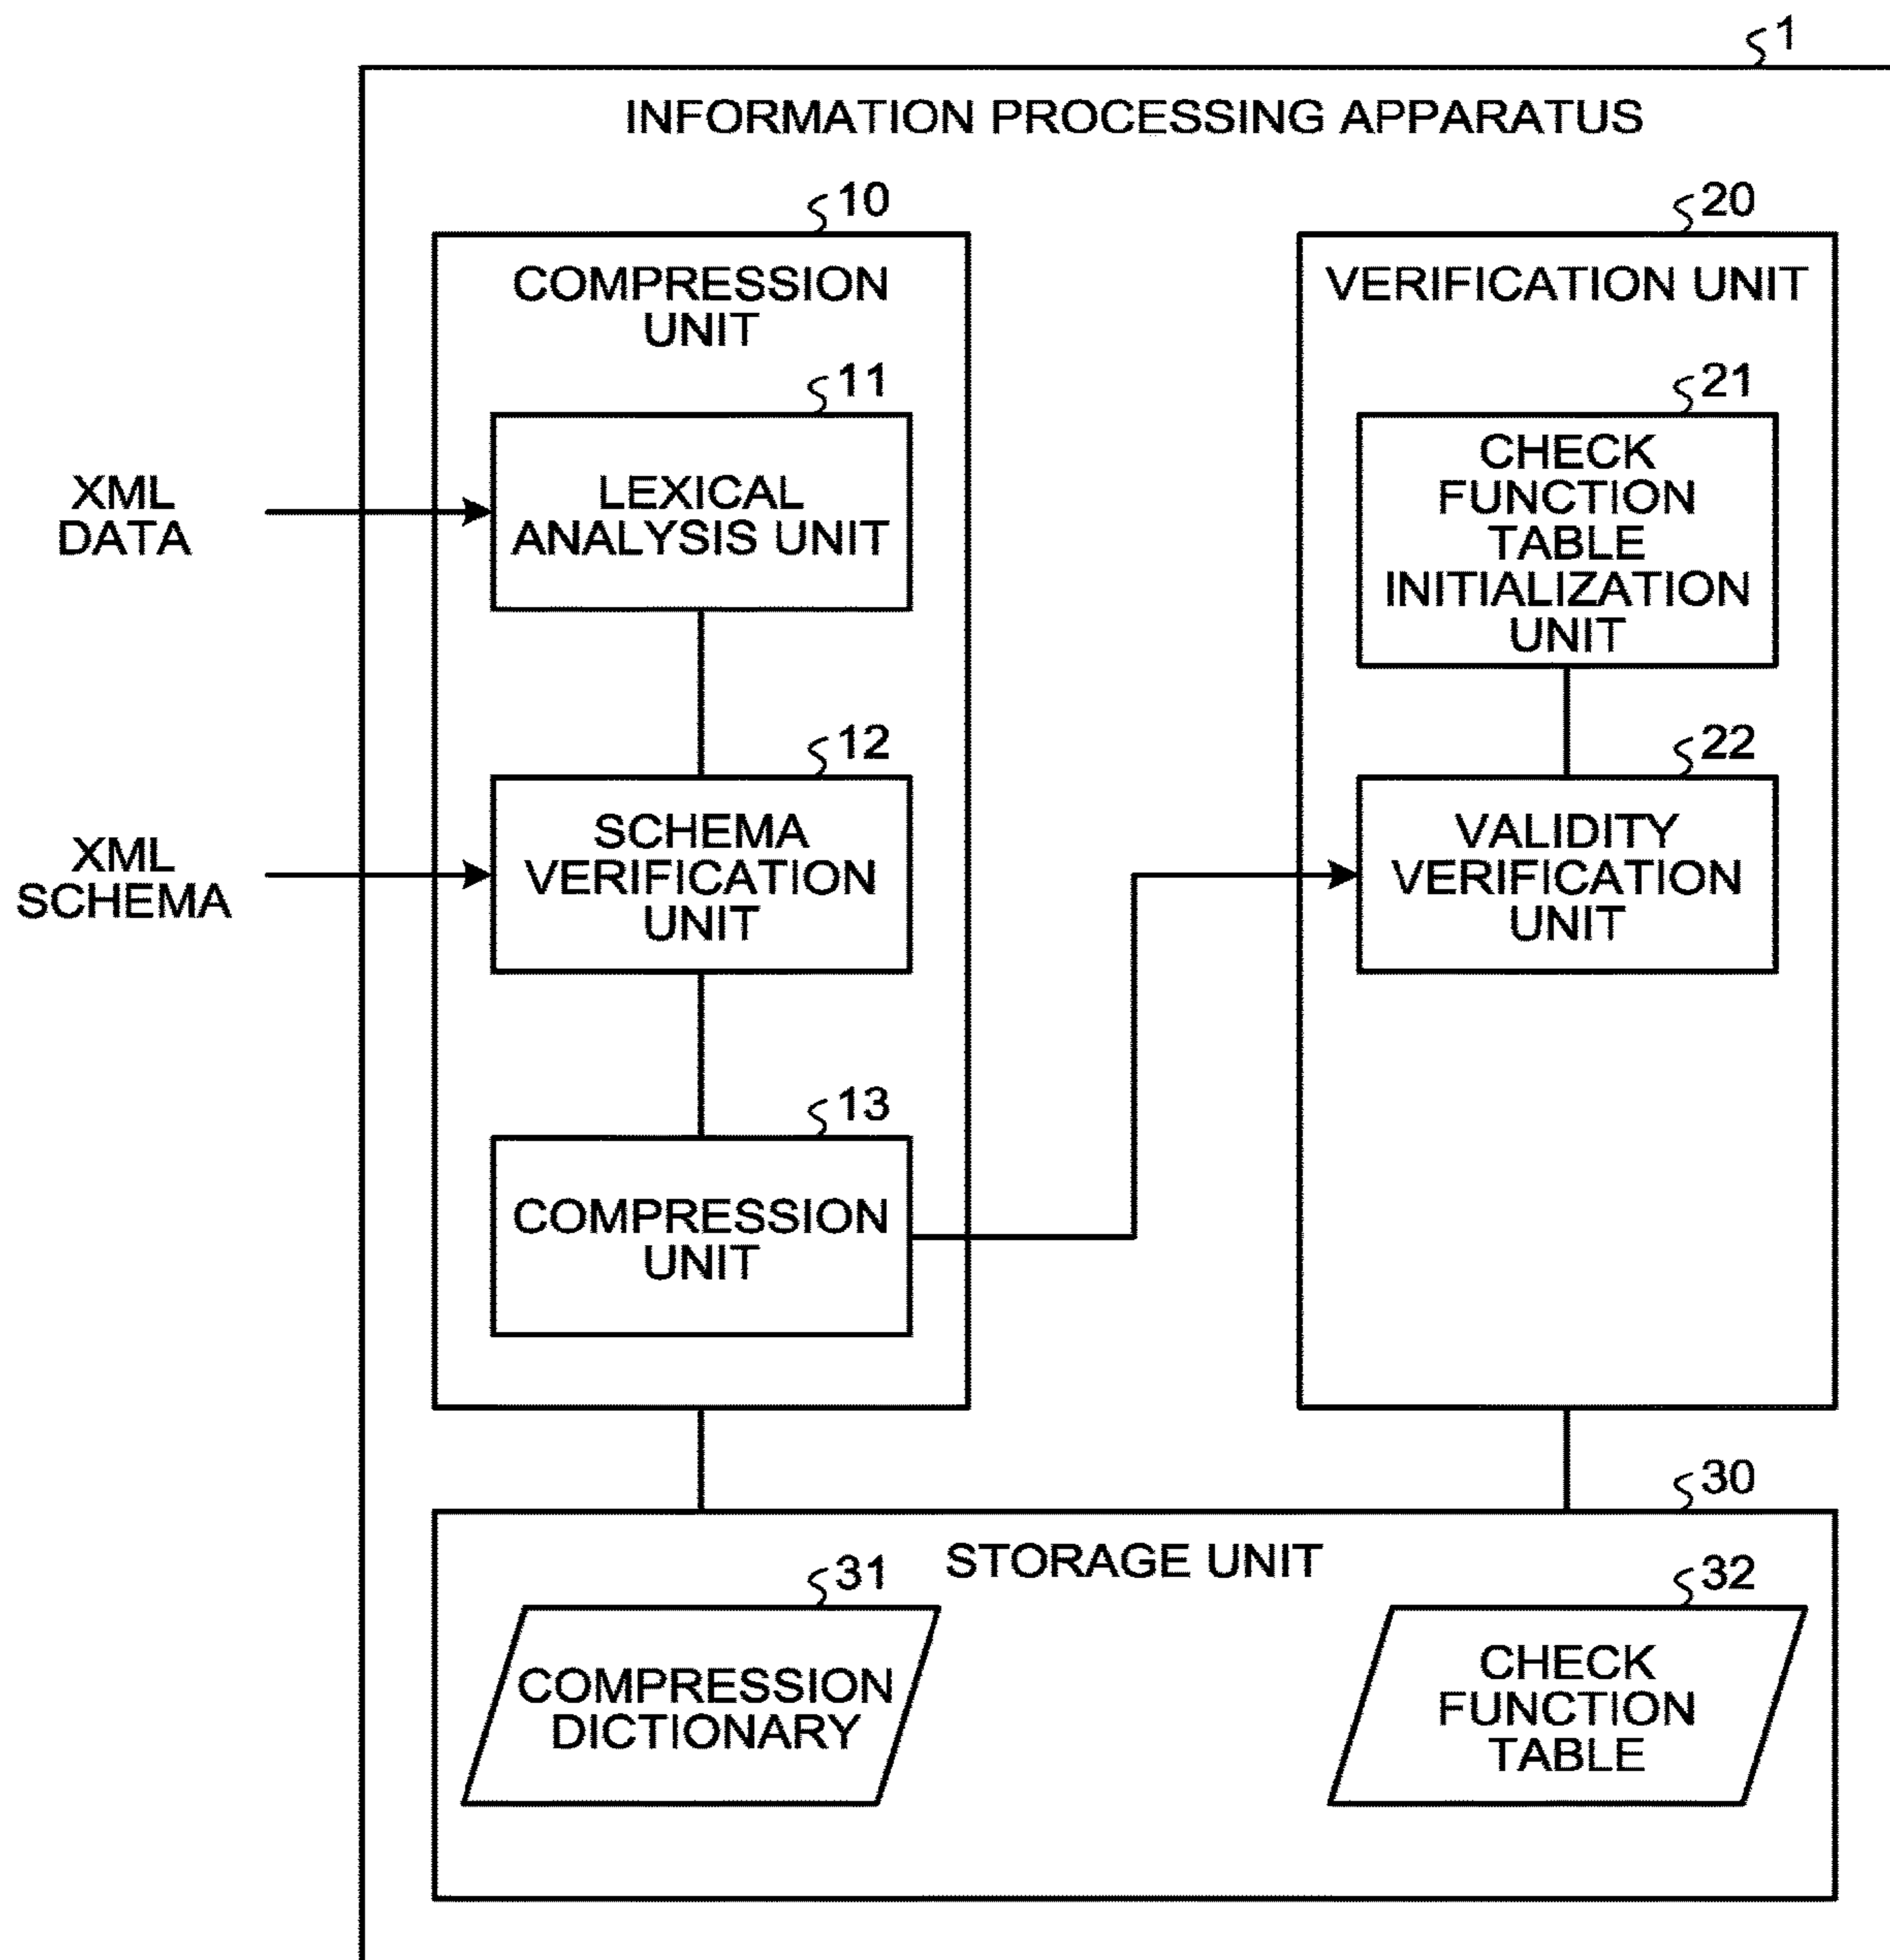 1
INFORMATION PROCESSING APPARATUS
10
COMPRESSION
UNIT
11
LEXICAL
ANALYSIS UNIT
XML
DATA
12
SCHEMA
VERIFICATION
UNIT
XML
SCHEMA
13
COMPRESSION
UNIT
20
VERIFICATION UNIT
21
CHECK
FUNCTION
TABLE
INITIALIZATION
UNIT
22
VALIDITY
VERIFICATION
UNIT
30
STORAGE UNIT
31
COMPRESSION
DICTIONARY
32
CHECK
FUNCTION
TABLE